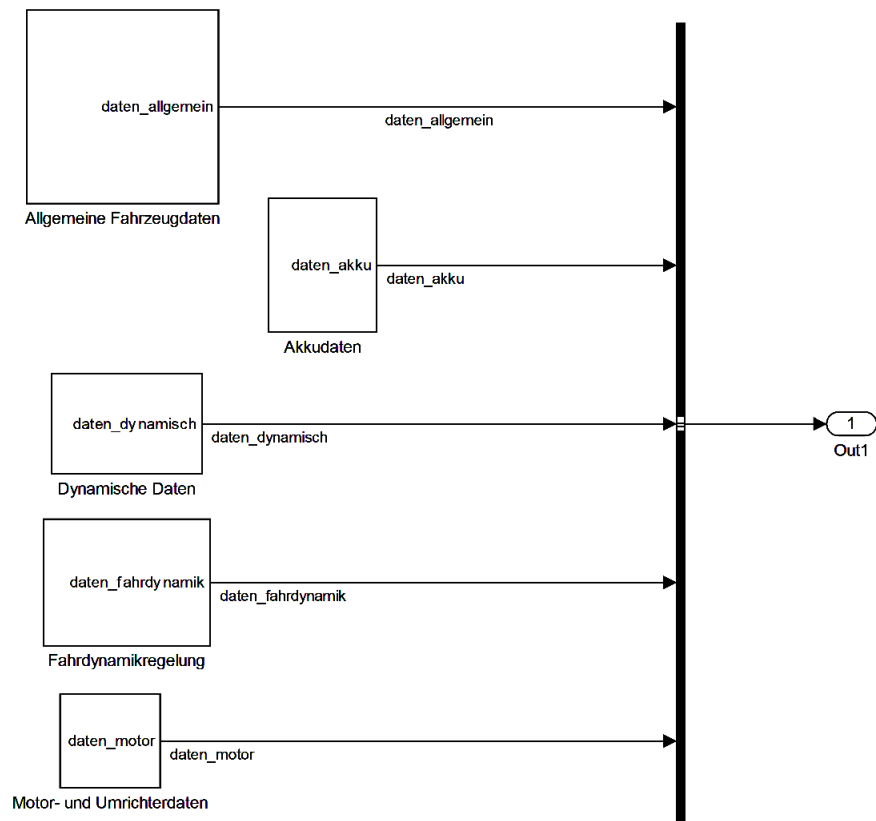 daten_allgemein
daten_allgemein
Allgemeine Fahrzeugdaten
daten_akku
daten_akku
Akkudaten
daten_dynamisch
daten_dynamisch
Dynamische Daten
1
Out1
daten_fahrdynamik
daten_fahrdynamik
Fahrdynamikregelung
daten_motor
daten_motor
Motor- und Umrichterdaten